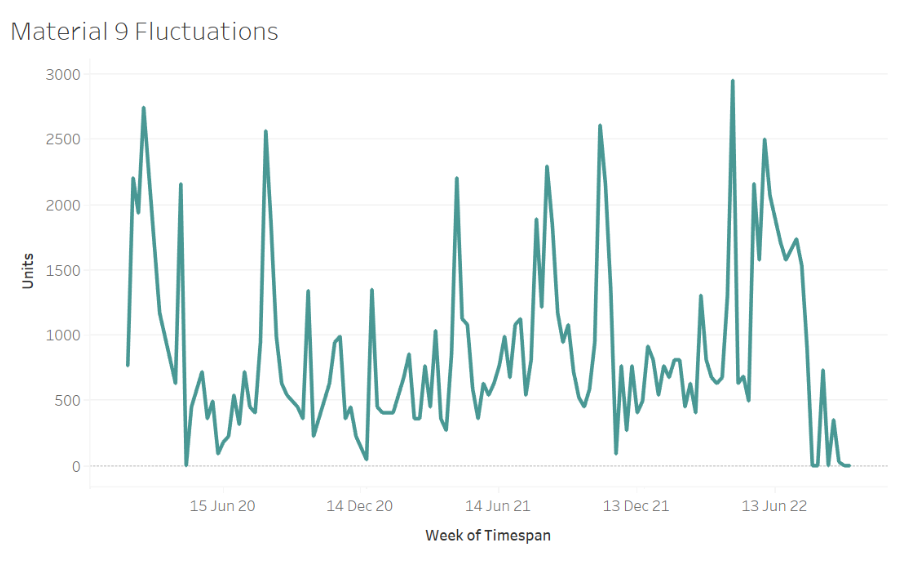 Material 9 Fluctuations
3000
2500
2000
1500
1000
500
0
Units
15 Jun 20
14 Dec 20
14 Jun 21
13 Dec 21
13 Jun 22
Week of Timespan